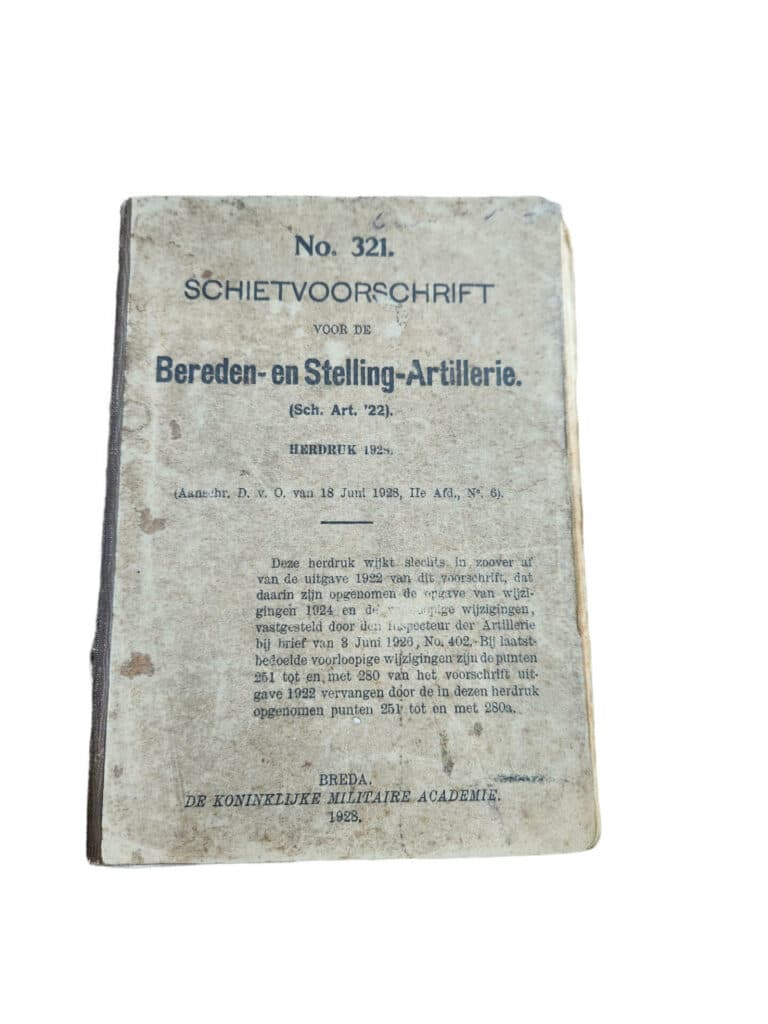 No. 321.
SCHIETVOORSCHRIFT
VOOR DE
Bereden- en Stelling-Artillerie.
(Sch. Art. '22).
HERDRUK 1928.
(Aanschr. D. v. O. van 18 Juni 1928, IIe Afd., Nº. 6).
Deze herdruk wijkt slechts in zoover af
van de uitgave 1922 van dit voorschrift, dat
daarin zijn opgenomen de opgave van wijzi-
gingen 1924 en de wijzigingen,
vastgesteld door den Inspecteur der Artillerie
bij brief van 3 Juni 1926, No. 402. Bij laatst-
bedoelde voorloopige wijzigingen zijn de punten
251 tot en met 280 van het voorschrift uit-
gave 1922 vervangen door de in dezen herdruk
opgenomen punten 251 tot en met 280a.
BREDA.
DE KONINKLIJKE MILITAIRE ACADEMIE.
1928.